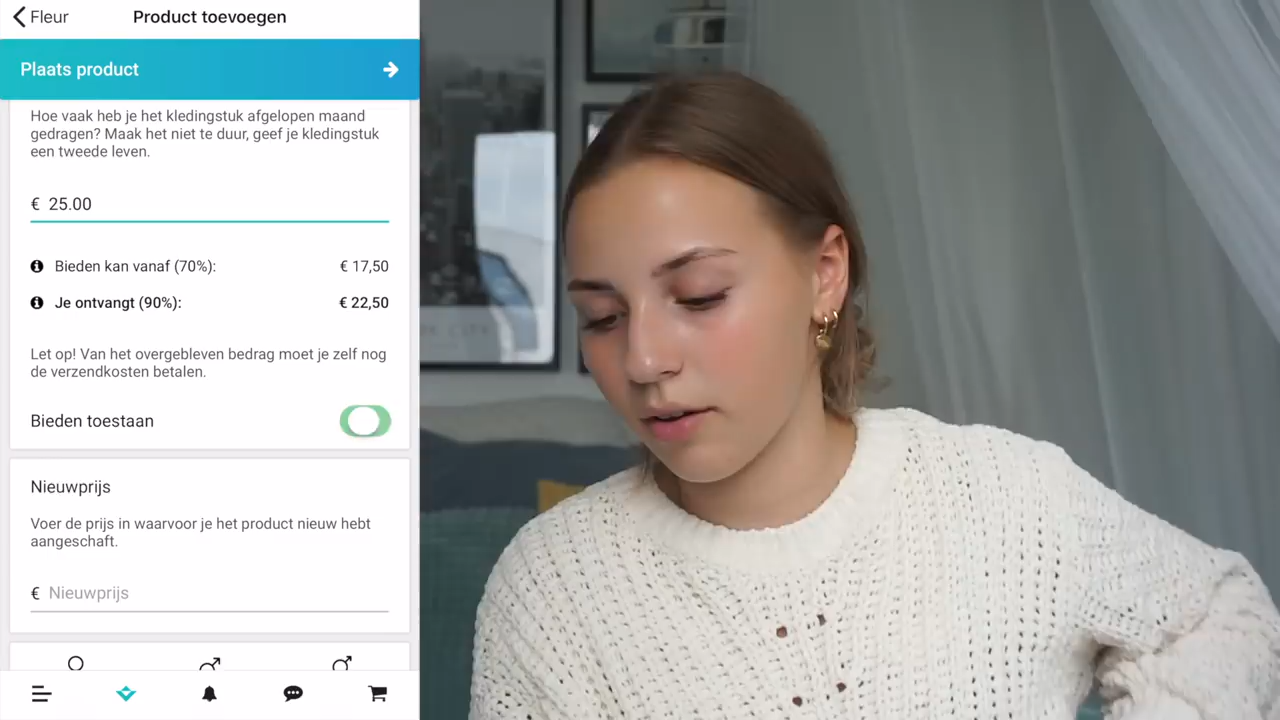 Fleur
Product toevoegen
Plaats product
Hoe vaak heb je het kledingstuk afgelopen maand
gedragen? Maak het niet te duur, geef je kledingstuk
een tweede leven.
€ 25.00
Bieden kan vanaf (70%): € 17,50
Je ontvangt (90%): € 22,50
Let op! Van het overgebleven bedrag moet je zelf nog
de verzendkosten betalen.
Bieden toestaan
Nieuwprijs
Voer de prijs in waarvoor je het product nieuw hebt
aangeschaft.
€ Nieuwprijs